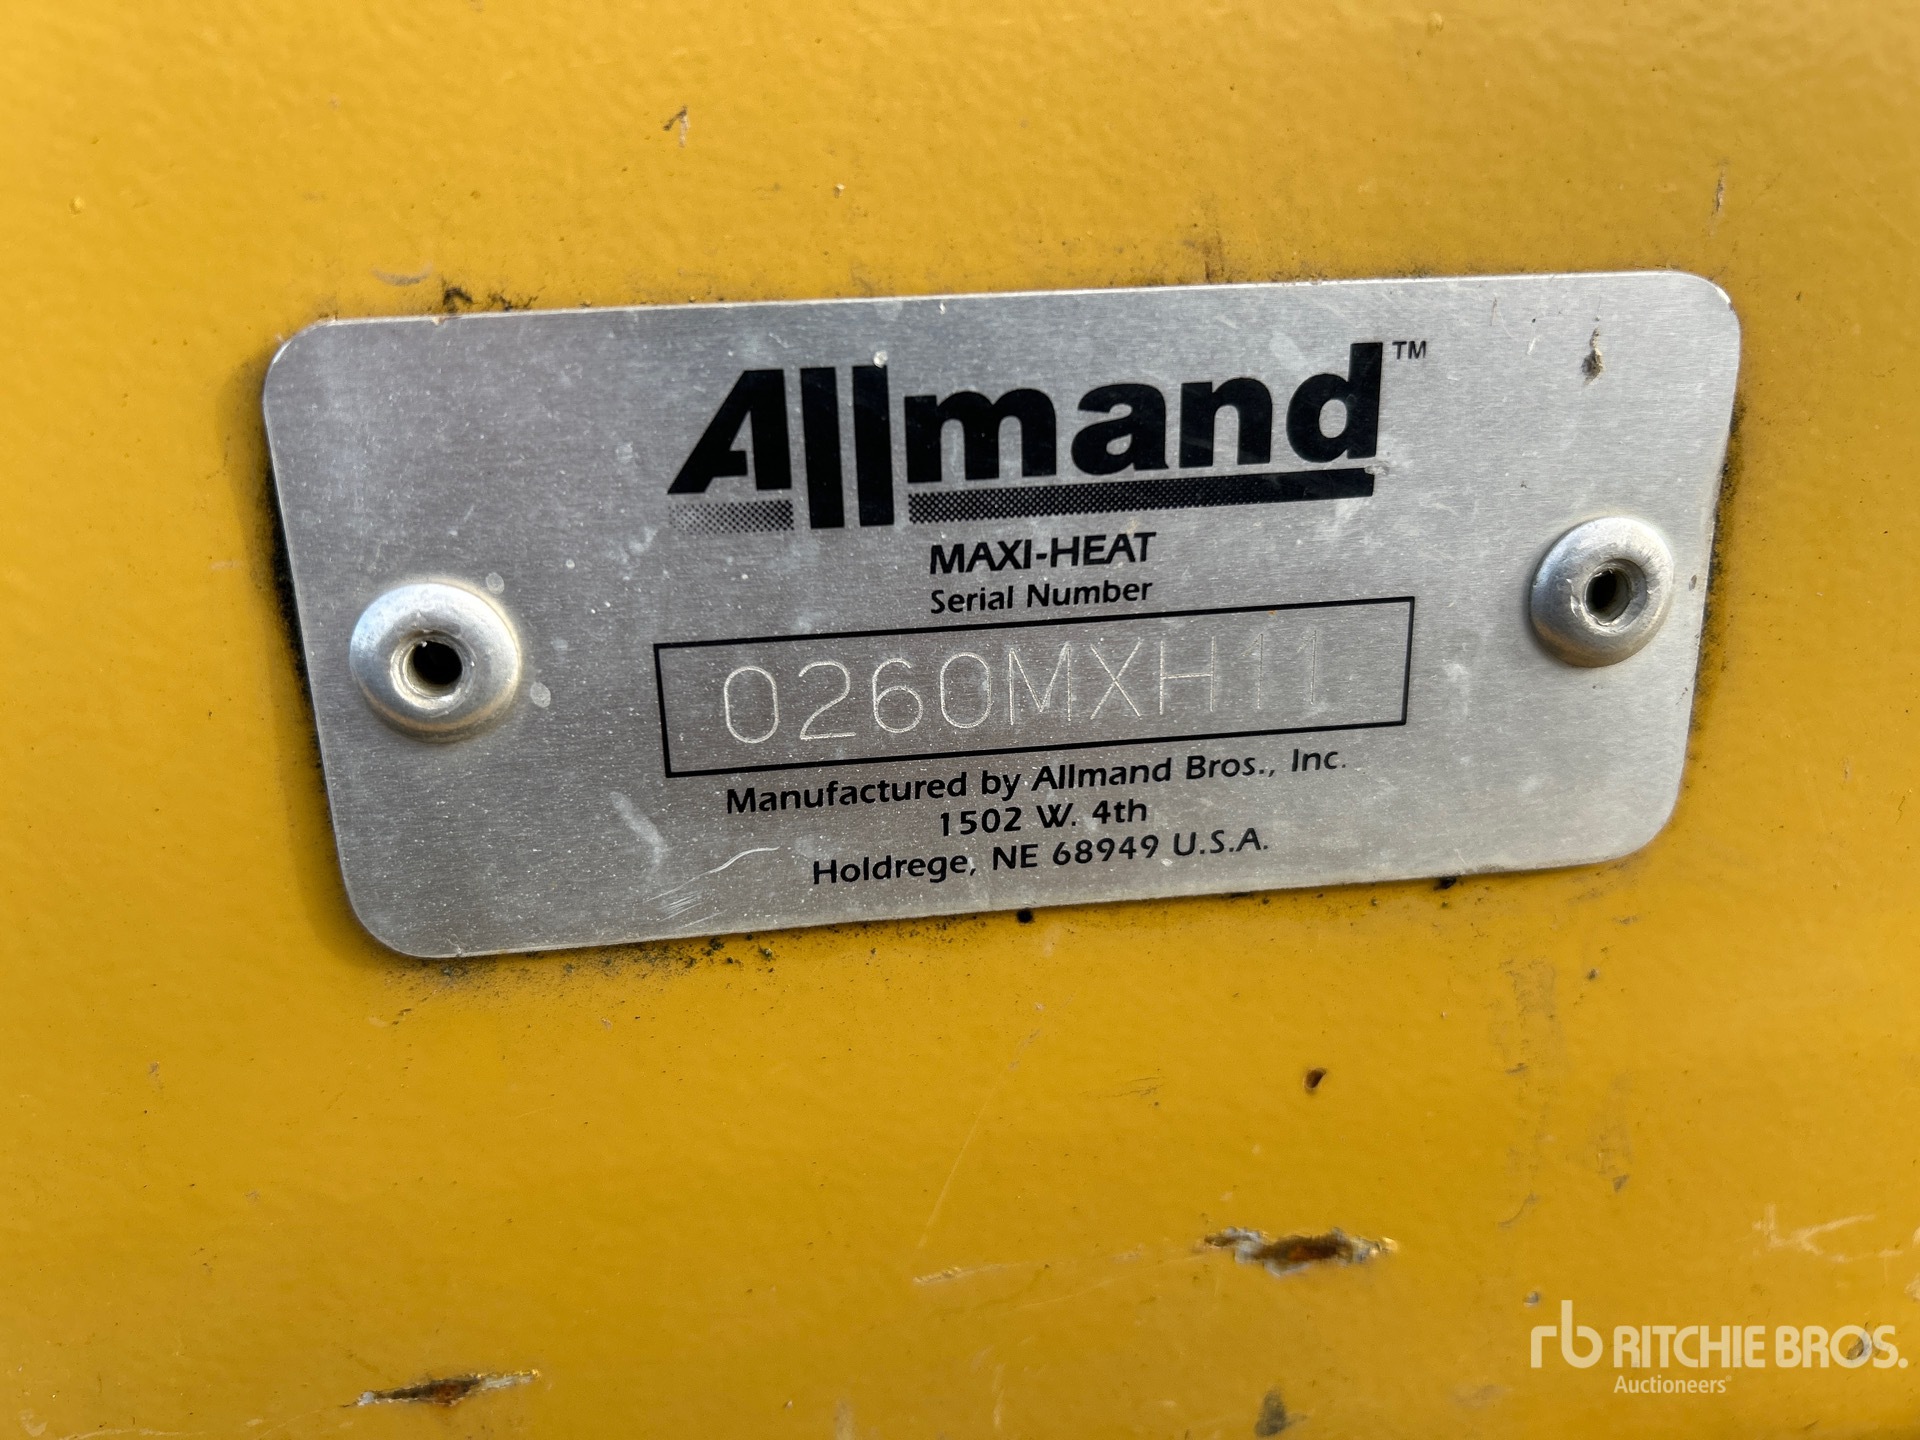 Allmand™
MAXI-HEAT
Serial Number
0260MXH11
Manufactured by Allmand Bros., Inc.
1502 W. 4th
Holdrege, NE 68949 U.S.A.
rb RITCHIE BROS.
Auctioneers